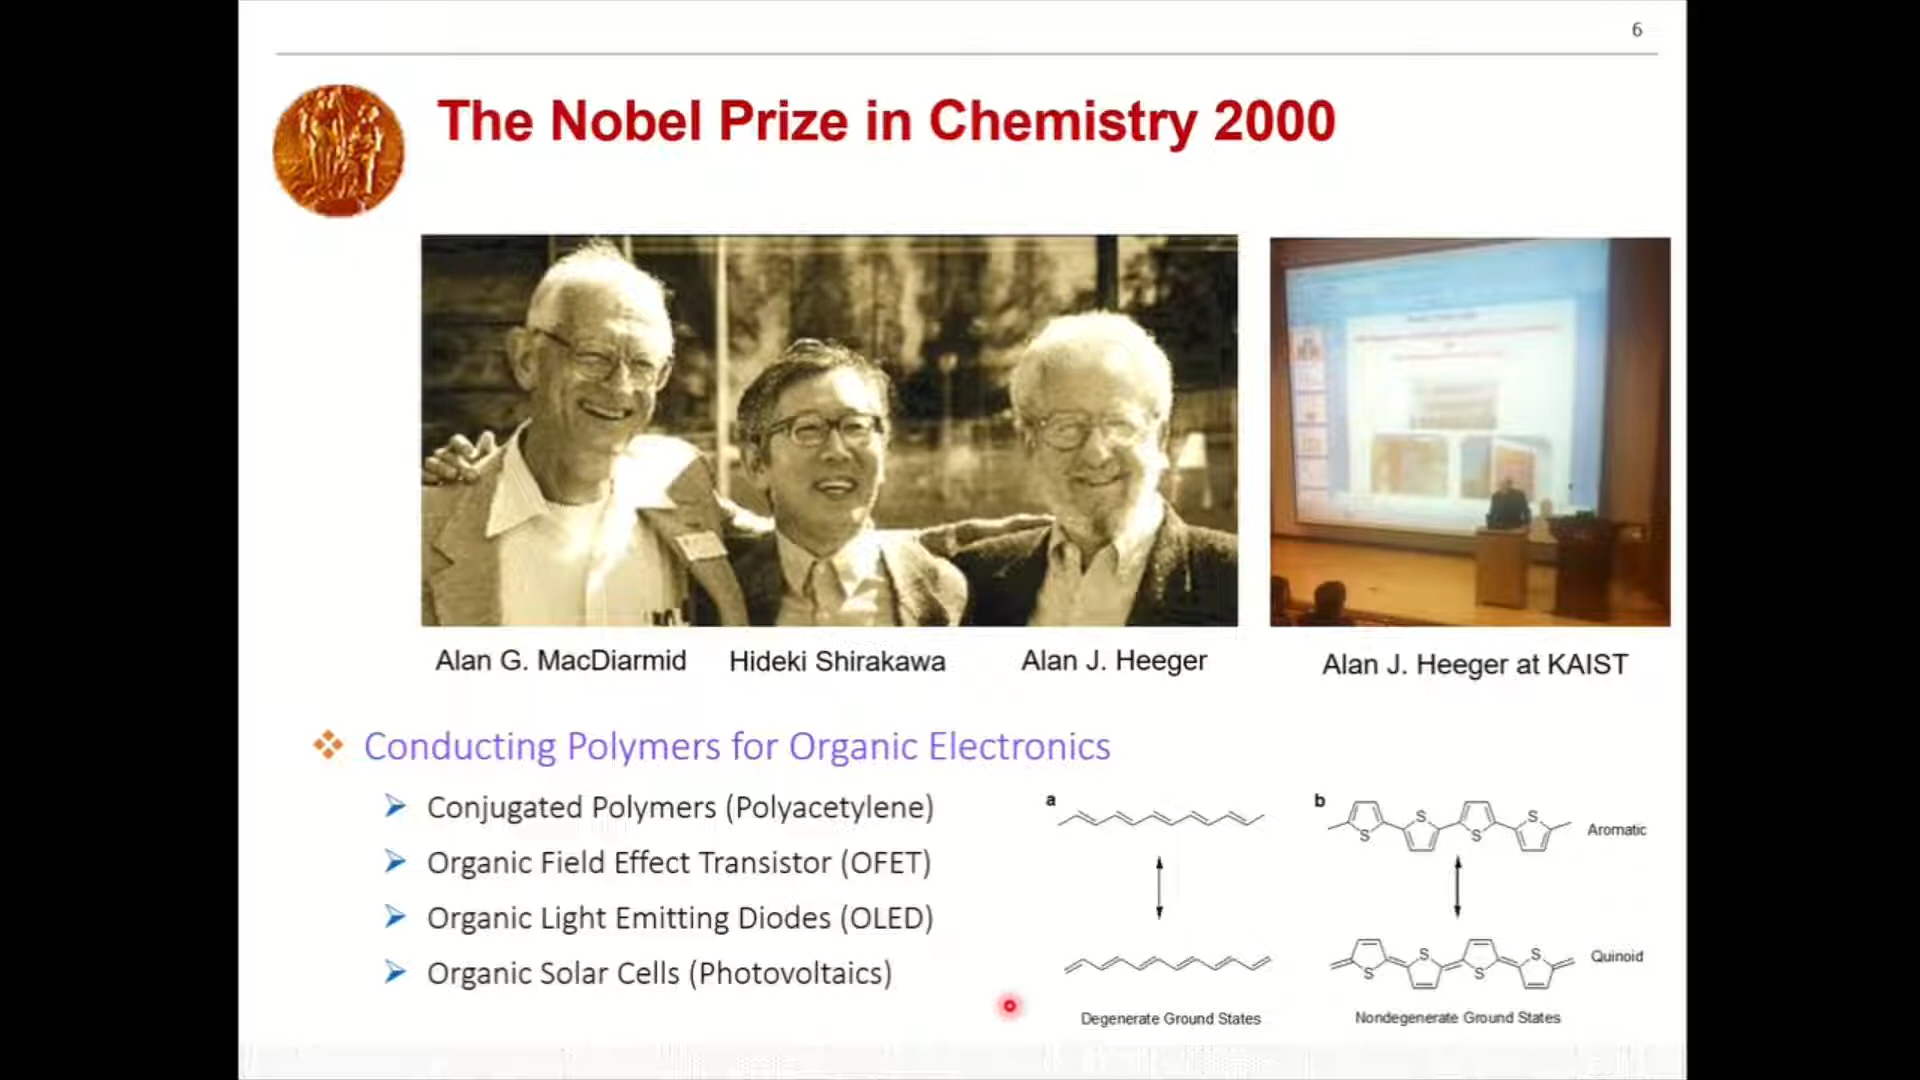 6
The Nobel Prize in Chemistry 2000
Alan G. MacDiarmid
Hideki Shirakawa
Alan J. Heeger
Alan J. Heeger at KAIST
Conducting Polymers for Organic Electronics
Conjugated Polymers (Polyacetylene)
Organic Field Effect Transistor (OFET)
Organic Light Emitting Diodes (OLED)
Organic Solar Cells (Photovoltaics)
a
Degenerate Ground States
b
S S S S
Aromatic
S S S S
Quinoid
Nondegenerate Ground States